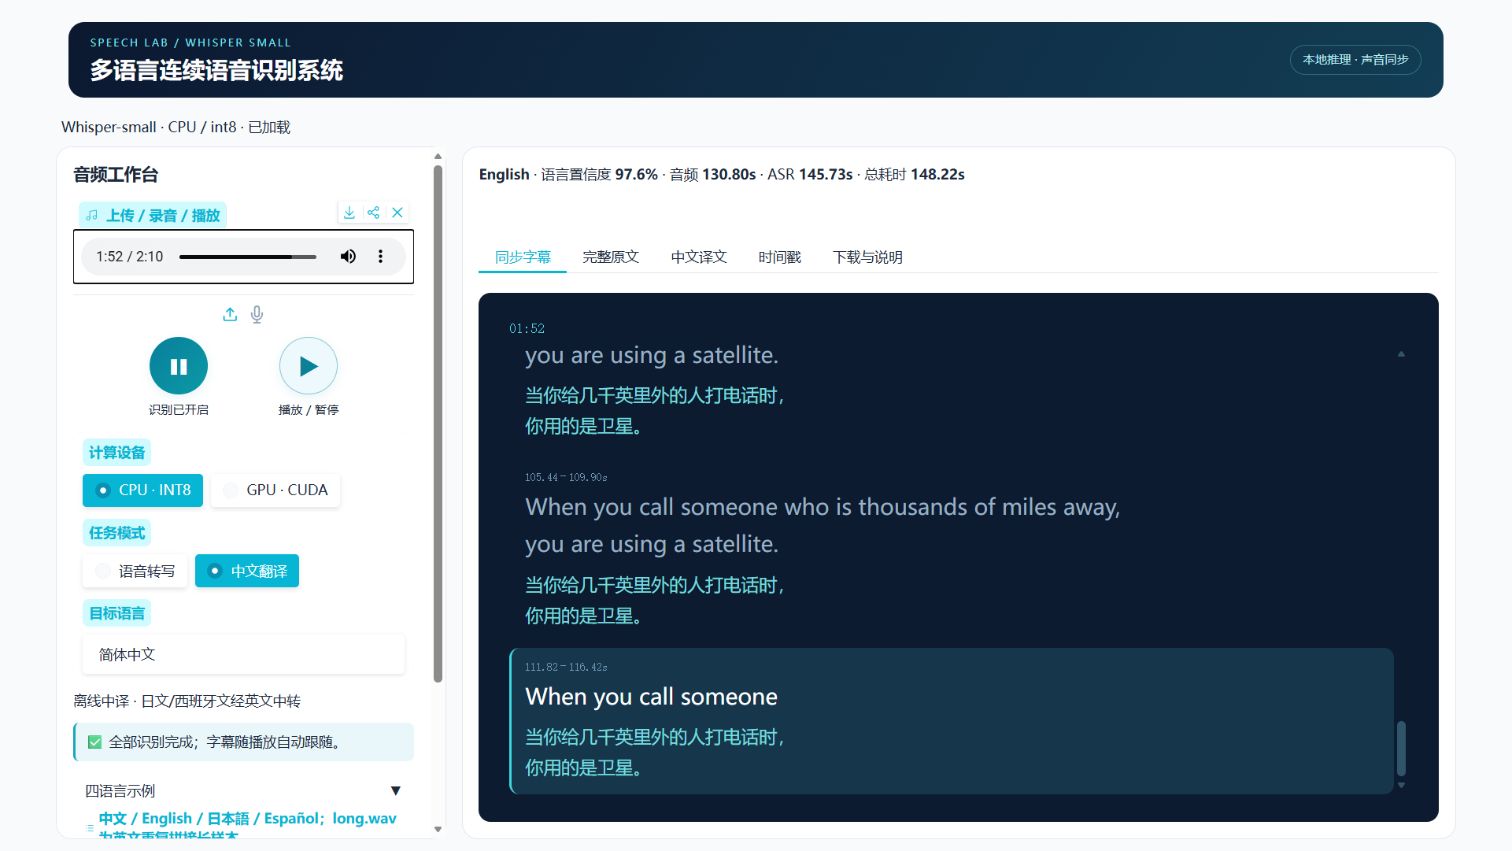 SPEECH LAB / WHISPER SMALL
多语言连续语音识别系统
本地推理 · 声音同步
Whisper-small · CPU / int8 · 已加载
音频工作台
上传 / 录音 / 播放
1:52 / 2:10
识别已开启
播放 / 暂停
计算设备
CPU · INT8
GPU · CUDA
任务模式
语音转写
中文翻译
目标语言
简体中文
离线中译 · 日文/西班牙文经英文中转
全部识别完成；字幕随播放自动跟随。
四语言示例
中文 / English / 日本語 / Español；long.wav
为英文重复拼接长样本
English · 语言置信度 97.6% · 音频 130.80s · ASR 145.73s · 总耗时 148.22s
同步字幕
完整原文
中文译文
时间戳
下载与说明
01:52
you are using a satellite.
当你给几千英里外的人打电话时，
你用的是卫星。
105.44–109.90s
When you call someone who is thousands of miles away,
you are using a satellite.
当你给几千英里外的人打电话时，
你用的是卫星。
111.82–116.42s
When you call someone
当你给几千英里外的人打电话时，
你用的是卫星。